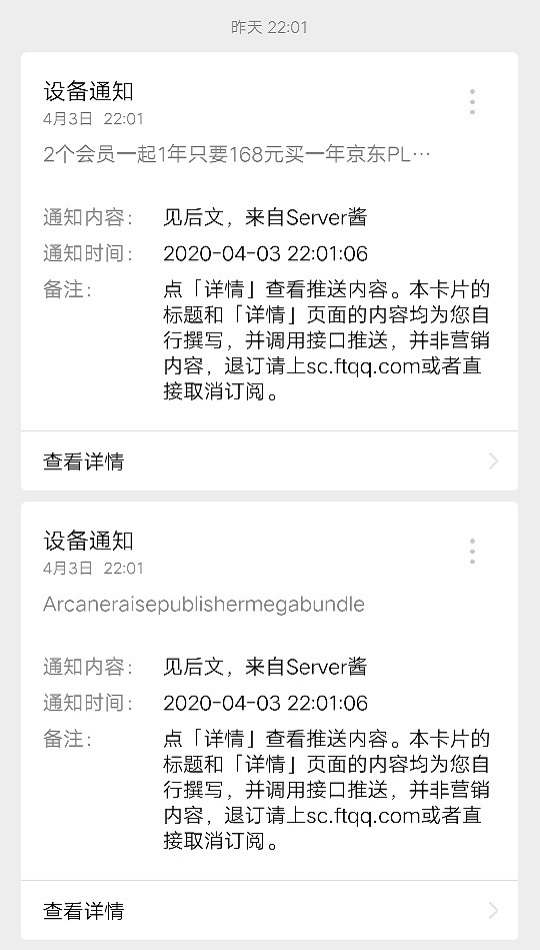 昨天 22:01
设备通知
4月3日 22:01
2个会员一起1年只要168元买一年京东PL…
通知内容： 见后文，来自Server酱
通知时间： 2020-04-03 22:01:06
备注： 点「详情」查看推送内容。本卡片的
标题和「详情」页面的内容均为您自
行撰写，并调用接口推送，并非营销
内容，退订请上sc.ftqq.com或者直
接取消订阅。
查看详情
设备通知
4月3日 22:01
Arcaneraisepublishermegabundle
通知内容： 见后文，来自Server酱
通知时间： 2020-04-03 22:01:06
备注： 点「详情」查看推送内容。本卡片的
标题和「详情」页面的内容均为您自
行撰写，并调用接口推送，并非营销
内容，退订请上sc.ftqq.com或者直
接取消订阅。
查看详情